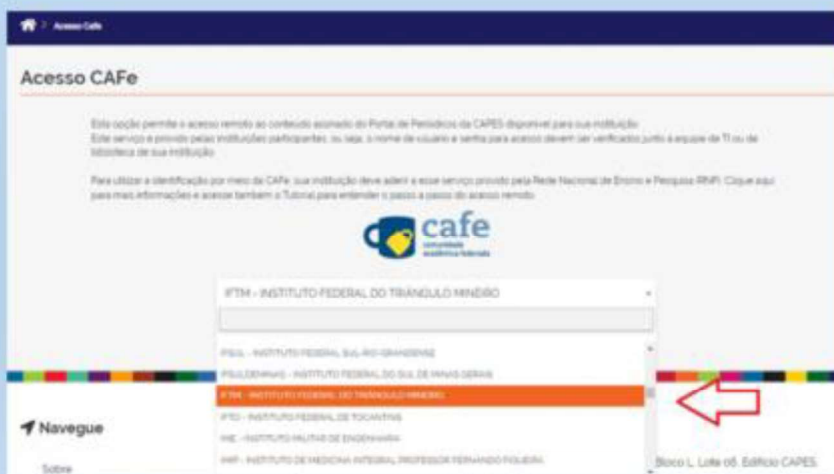 Acesso Cafe
Acesso CAFe
Esta opção permite o acesso remoto ao conteúdo assinado do Portal de Periódicos da CAPES disponível para sua instituição.
Este serviço é provido pelas instituições participantes, ou seja, o nome de usuário e senha para acesso devem ser verificados junto a equipe de TI ou de
biblioteca de sua instituição.
Para utilizar a identificação por meio da CAFe, sua instituição deve aderir a esse serviço provido pela Rede Nacional de Ensino e Pesquisa (RNP). Clique aqui
para mais informações e acesse também o Tutorial para entender o passo a passo do acesso remoto.
cafe
comunidade
acadêmica federada
IFTM - INSTITUTO FEDERAL DO TRIÂNGULO MINEIRO
IFSUL - INSTITUTO FEDERAL SUL-RIO-GRANDENSE
IFSULDEMINAS - INSTITUTO FEDERAL DO SUL DE MINAS GERAIS
IFTM - INSTITUTO FEDERAL DO TRIÂNGULO MINEIRO
IFTO - INSTITUTO FEDERAL DE TOCANTINS
IME - INSTITUTO MILITAR DE ENGENHARIA
IMIP - INSTITUTO DE MEDICINA INTEGRAL PROFESSOR FERNANDO FIGUEIRA
Navegue
Sobre
Bloco L, Lote 06, Edifício CAPES